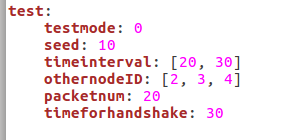 test:
    testmode: 0
    seed: 10
    timeinterval: [20, 30]
    othernodeID: [2, 3, 4]
    packetnum: 20
    timeforhandshake: 30